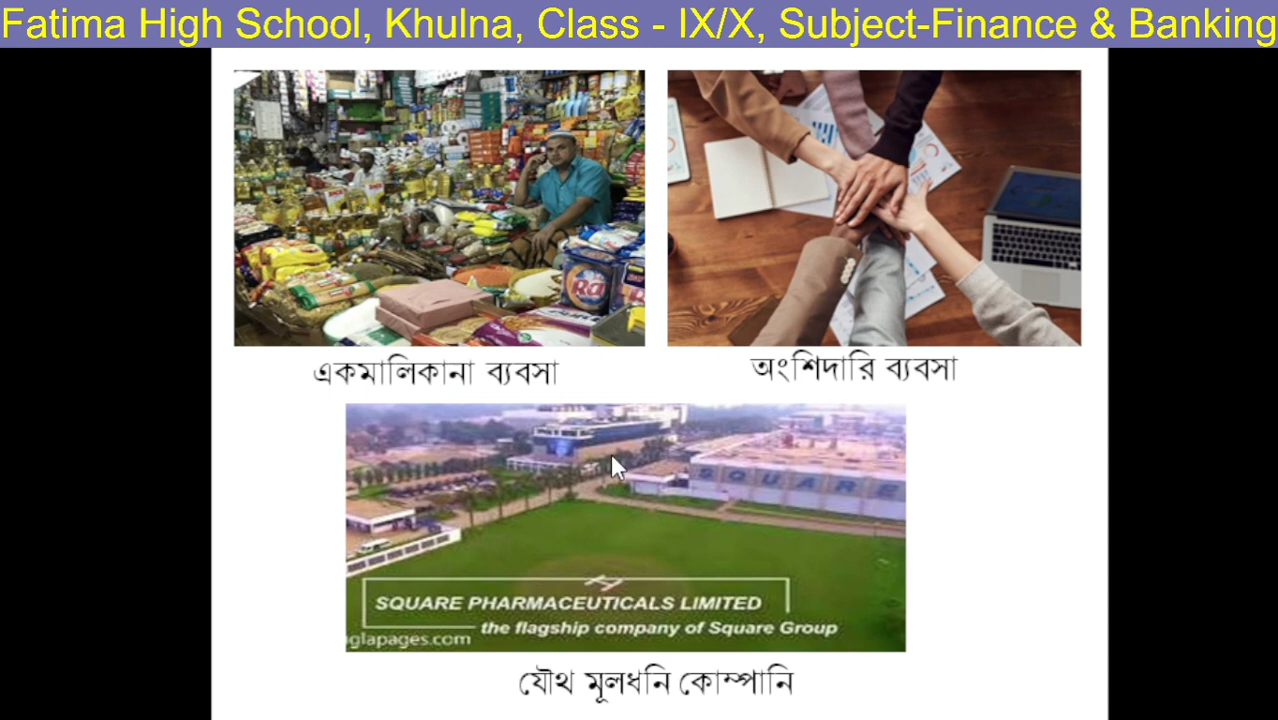 Fatima High School, Khulna, Class - IX/X, Subject-Finance & Banking
একমালিকানা ব্যবসা
অংশিদারি ব্যবসা
SQUARE
SQUARE PHARMACEUTICALS LIMITED
the flagship company of Square Group
glapages.com
যৌথ মূলধনি কোম্পানি